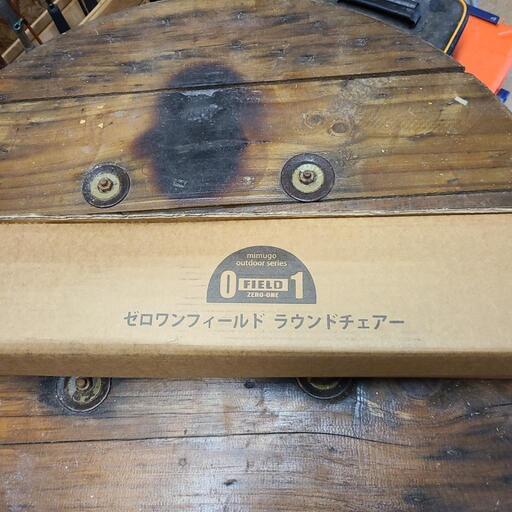 mimugo
outdoor series
0 FIELD 1
ZERO-ONE
ゼロワンフィールド ラウンドチェアー